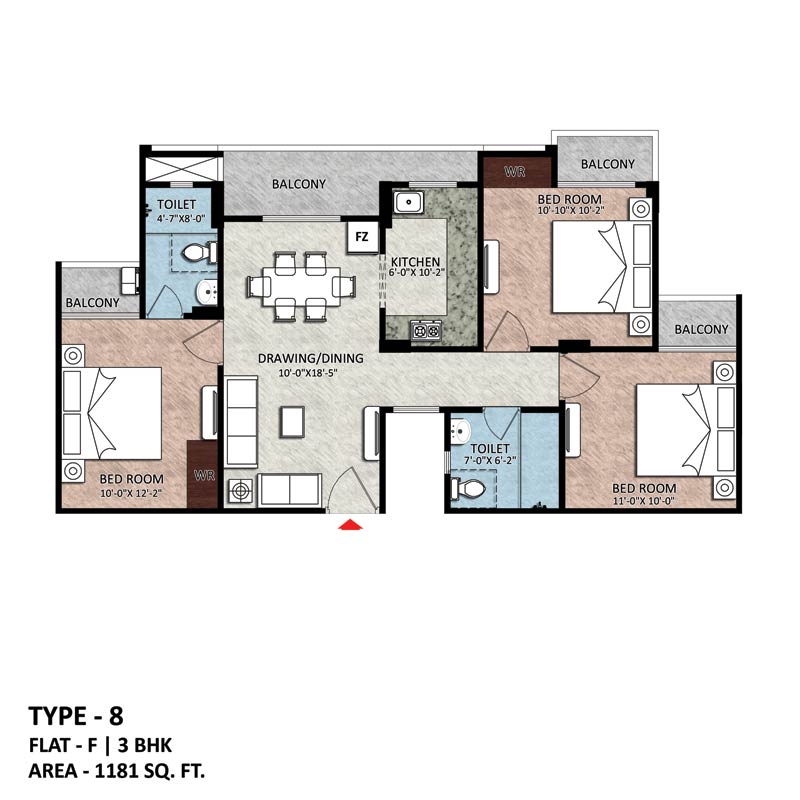 WR
BALCONY
BALCONY
TOILET
4'-7"X8'-0"
BED ROOM
10'-10"X 10'-2"
FZ
KITCHEN
6'-0"X 10'-2"
BALCONY
BALCONY
DRAWING/DINING
10'-0"X18'-5"
TOILET
7'-0"X 6'-2"
BED ROOM
10'-0"X 12'-2"
WR
BED ROOM
11'-0"X 10'-0"
TYPE - 8
FLAT - F | 3 BHK
AREA - 1181 SQ. FT.